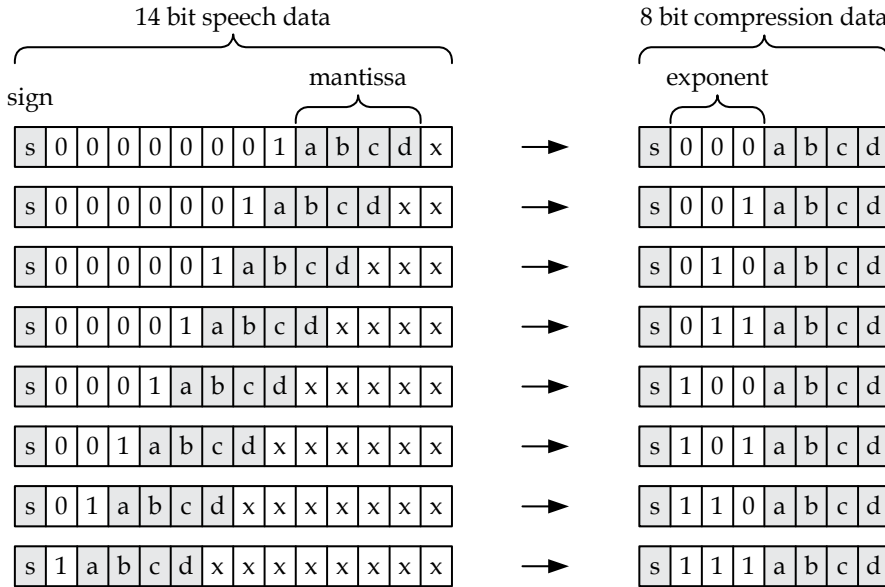 14 bit speech data 8 bit compression data
mantissa exponent
sign
s 0 0 0 0 0 0 0 1 a b c d x s 0 0 0 a b c d
s 0 0 0 0 0 0 1 a b c d x x s 0 0 1 a b c d
s 0 0 0 0 0 1 a b c d x x x s 0 1 0 a b c d
s 0 0 0 0 1 a b c d x x x x s 0 1 1 a b c d
s 0 0 0 1 a b c d x x x x x s 1 0 0 a b c d
s 0 0 1 a b c d x x x x x x s 1 0 1 a b c d
s 0 1 a b c d x x x x x x x s 1 1 0 a b c d
s 1 a b c d x x x x x x x x s 1 1 1 a b c d